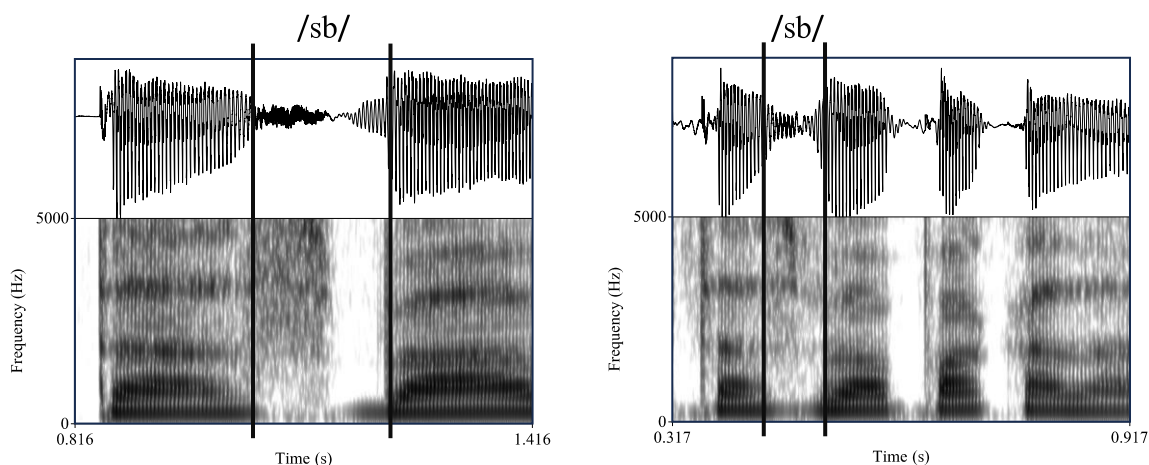 /sb/
5000
Frequency (Hz)
0
0.816
1.416
Time (s)
/sb/
5000
Frequency (Hz)
0
0.317
0.917
Time (s)